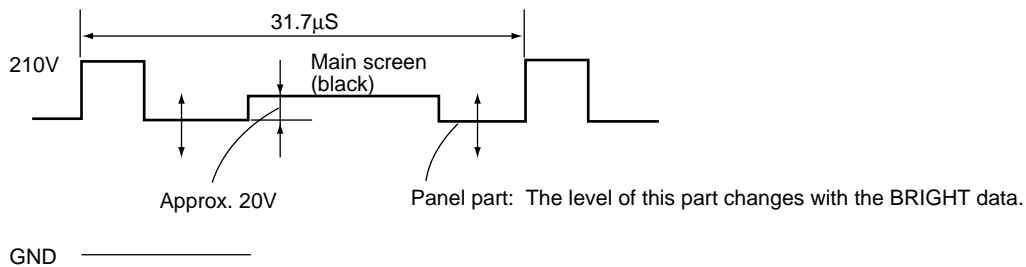 31.7μS
210V
Main screen
(black)
Approx. 20V
Panel part: The level of this part changes with the BRIGHT data.
GND